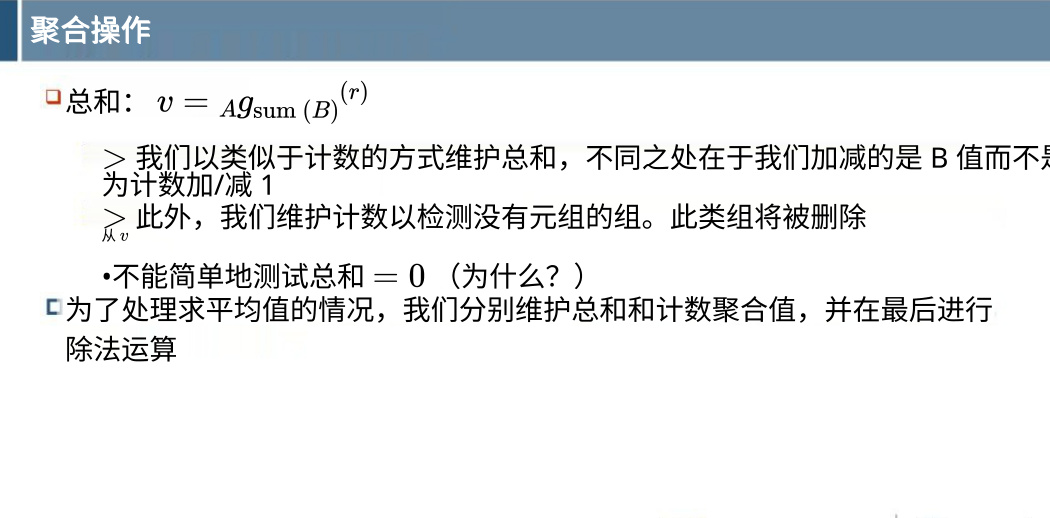 聚合操作
总和： v = _A g_{sum (B)}^{(r)}
> 我们以类似于计数的方式维护总和，不同之处在于我们加减的是 B 值而不是
为计数加/减 1
> 此外，我们维护计数以检测没有元组的组。此类组将被删除
从 v
•不能简单地测试总和 = 0 （为什么？）
为了处理求平均值的情况，我们分别维护总和和计数聚合值，并在最后进行
除法运算